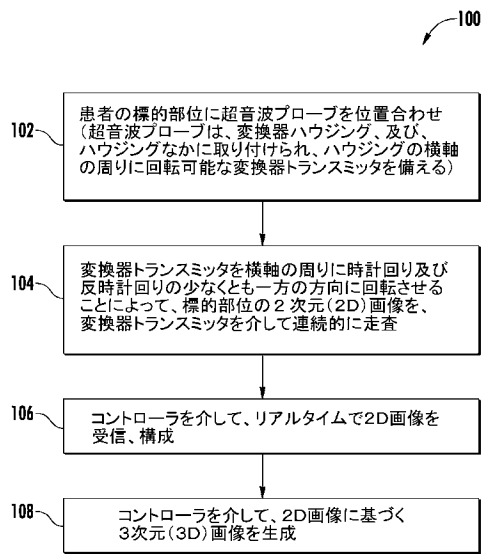 100
102
患者の標的部位に超音波プローブを位置合わせ
(超音波プローブは、変換器ハウジング、及び、
ハウジングなかに取り付けられ、ハウジングの横軸
の周りに回転可能な変換器トランスミッタを備える)
104
変換器トランスミッタを横軸の周りに時計回り及び
反時計回りの少なくとも一方の方向に回転させる
ことによって、標的部位の2次元(2D)画像を、
変換器トランスミッタを介して連続的に走査
106
コントローラを介して、リアルタイムで2D画像を
受信、構成
108
コントローラを介して、2D画像に基づく
3次元(3D)画像を生成